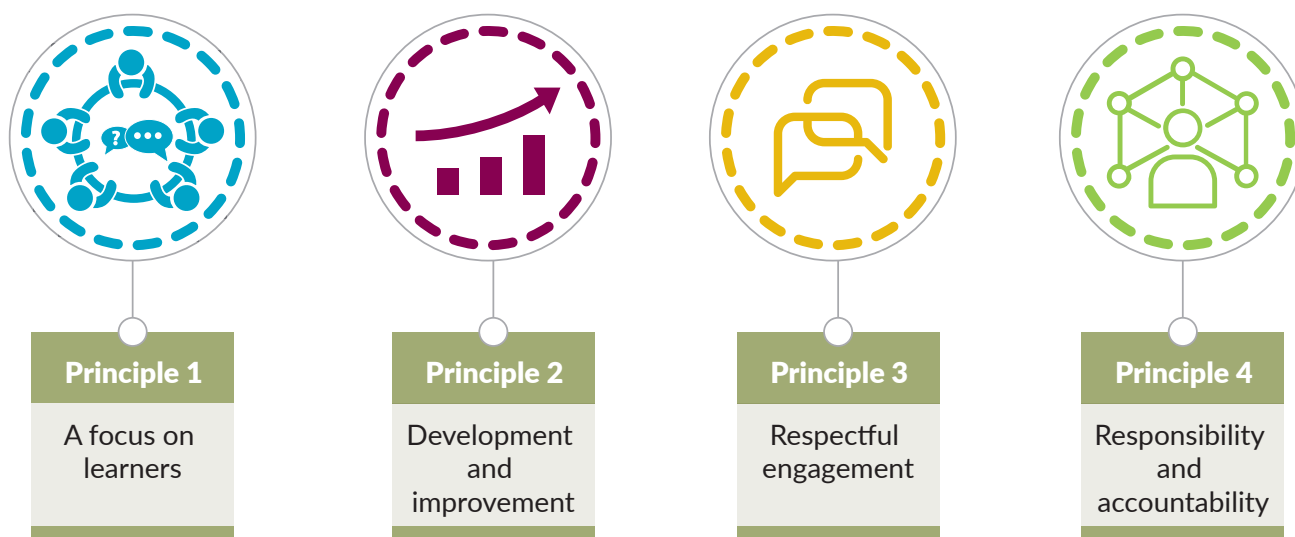 ?
Principle 1
A focus on
learners
Principle 2
Development
and
improvement
Principle 3
Respectful
engagement
Principle 4
Responsibility
and
accountability